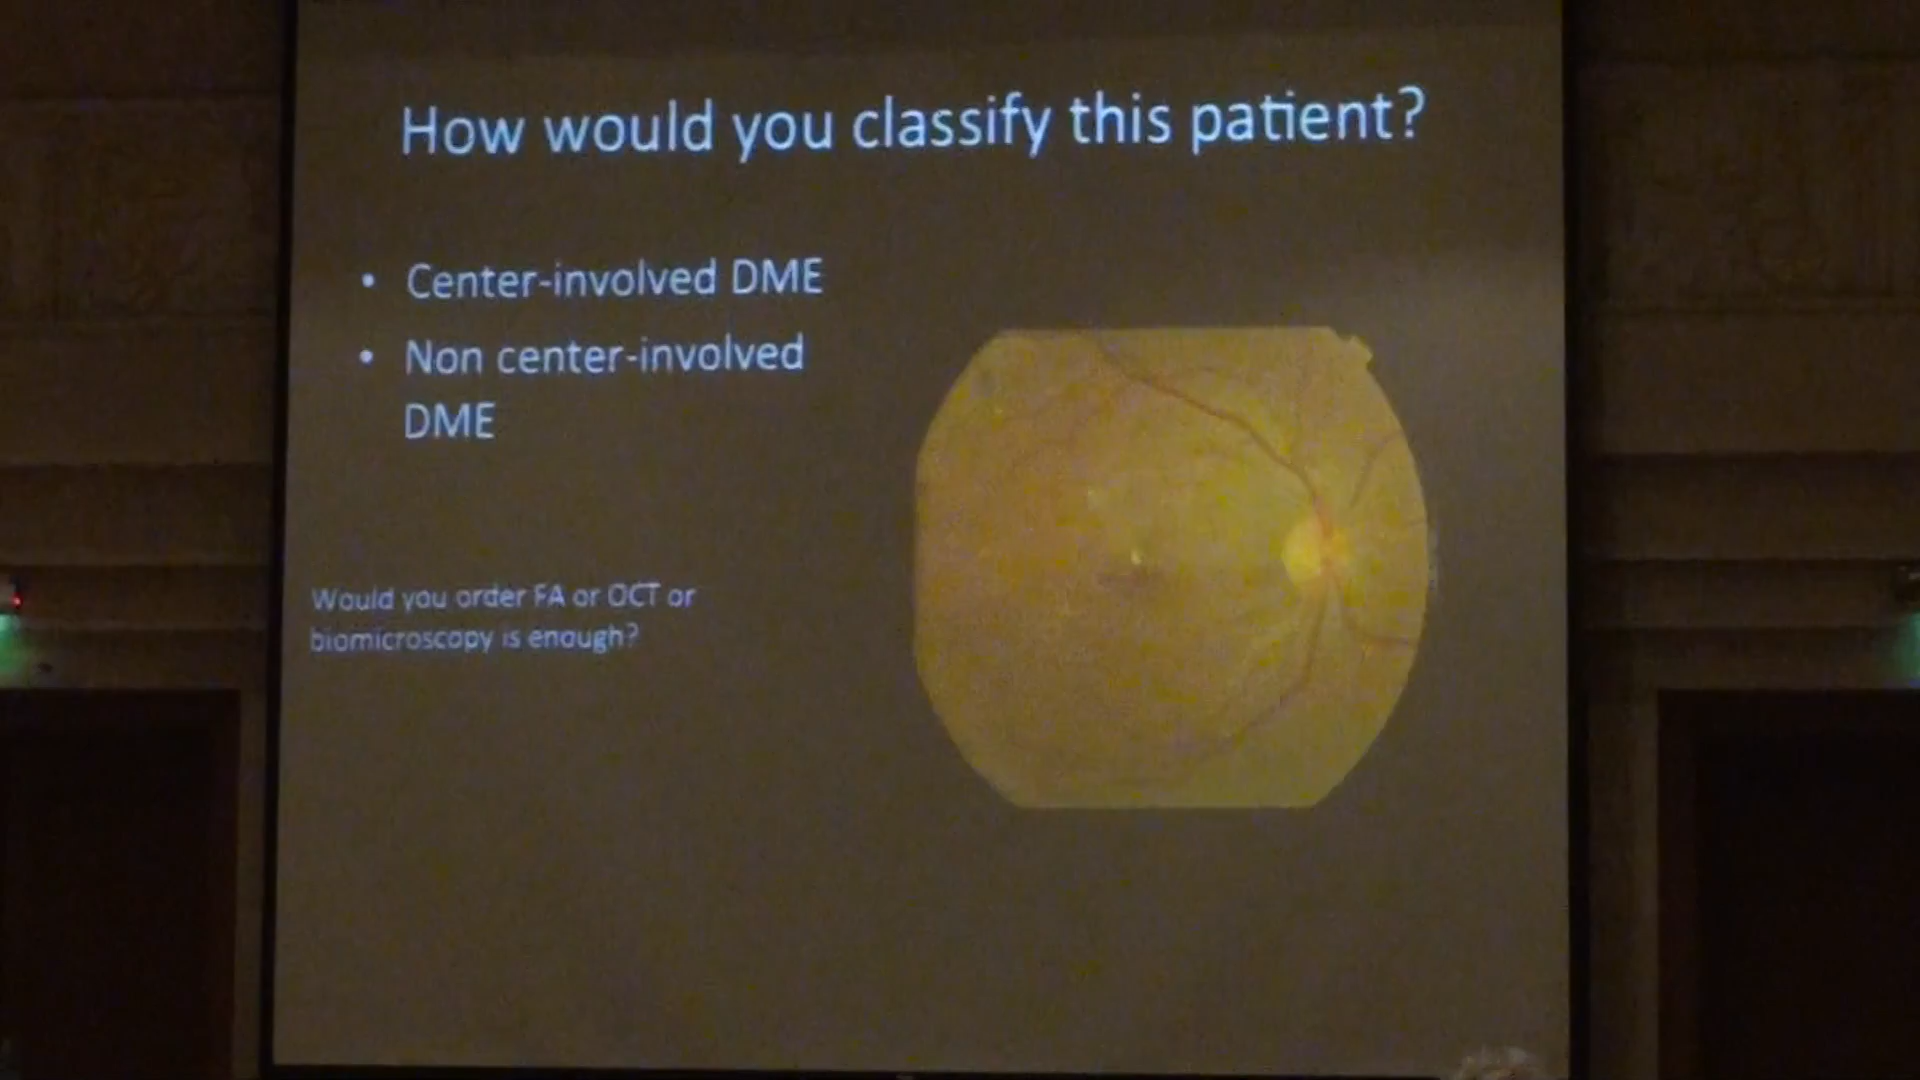 How would you classify this patient?
• Center-involved DME
• Non center-involved
DME
Would you order FA or OCT or
biomicroscopy is enough?